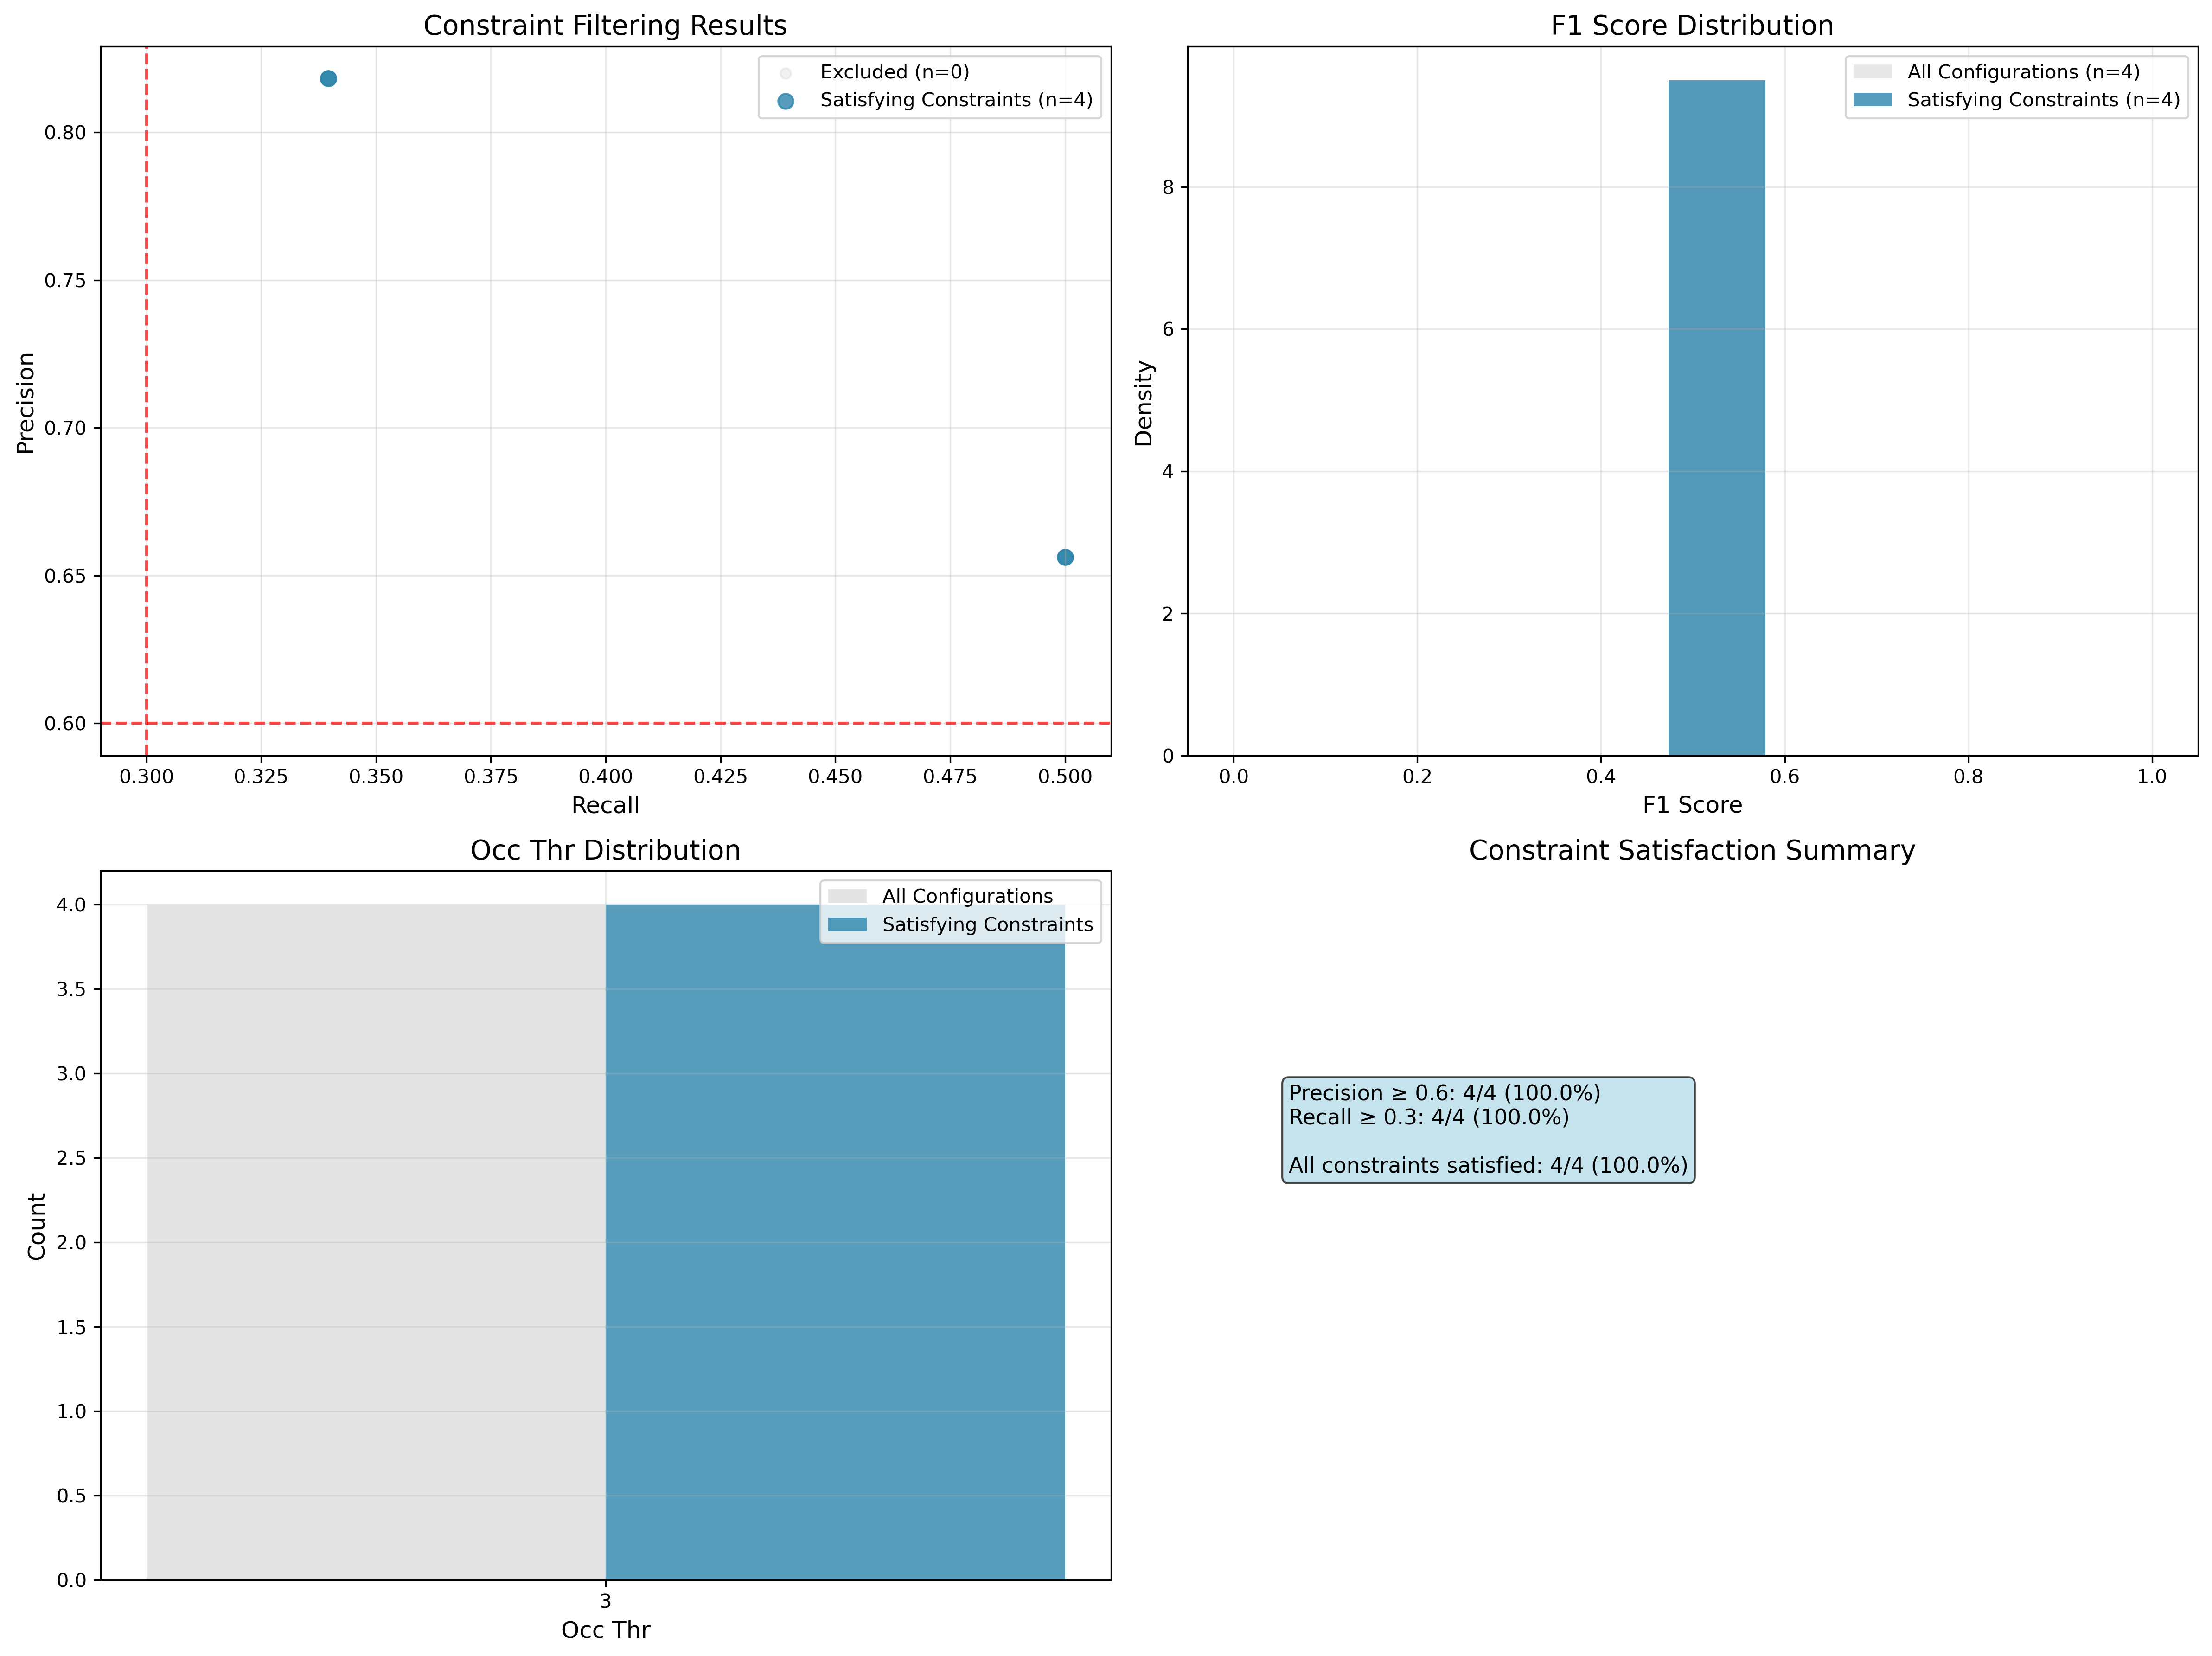 Constraint Filtering Results
Excluded (n=0)
Satisfying Constraints (n=4)
Precision
0.80
0.75
0.70
0.65
0.60
0.300 0.325 0.350 0.375 0.400 0.425 0.450 0.475 0.500
Recall
F1 Score Distribution
All Configurations (n=4)
Satisfying Constraints (n=4)
Density
8
6
4
2
0
0.0 0.2 0.4 0.6 0.8 1.0
F1 Score
Occ Thr Distribution
All Configurations
Satisfying Constraints
Count
4.0
3.5
3.0
2.5
2.0
1.5
1.0
0.5
0.0
3
Occ Thr
Constraint Satisfaction Summary
Precision ≥ 0.6: 4/4 (100.0%)
Recall ≥ 0.3: 4/4 (100.0%)
All constraints satisfied: 4/4 (100.0%)